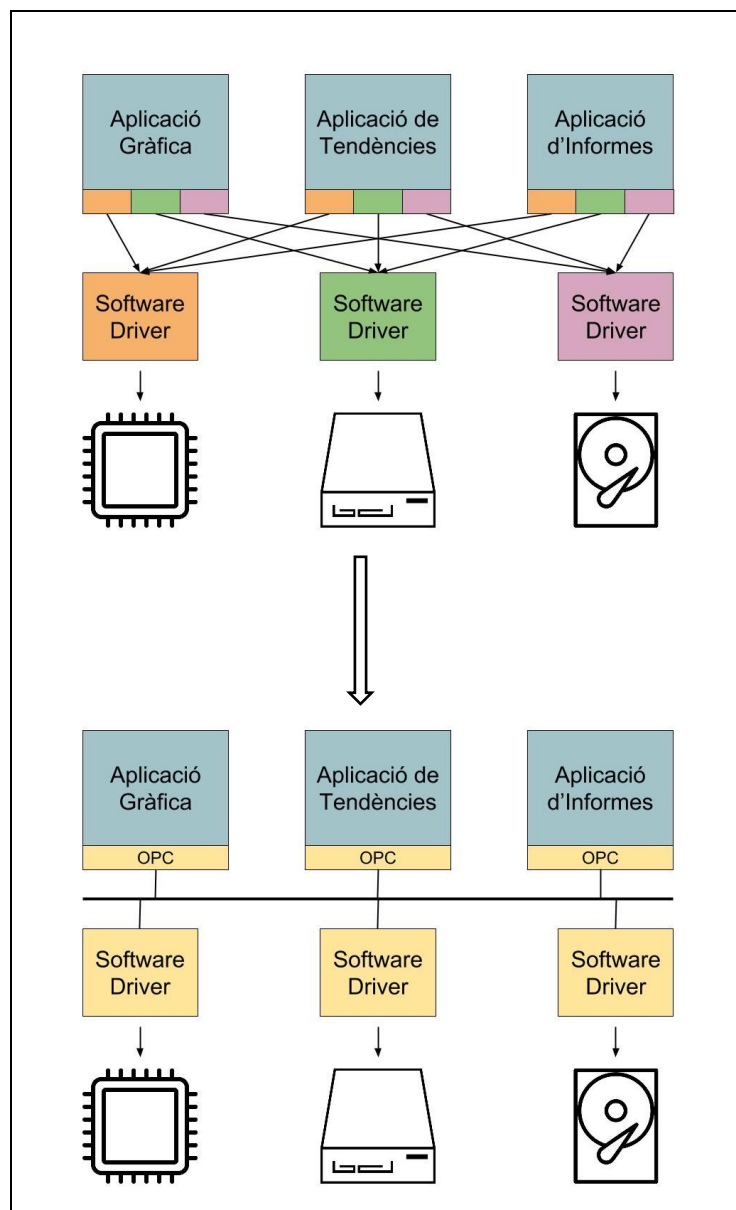 Aplicació
Gràfica
Aplicació de
Tendències
Aplicació
d'Informes
Software
Driver
Software
Driver
Software
Driver
Aplicació
Gràfica
Aplicació de
Tendències
Aplicació
d'Informes
OPC
OPC
OPC
Software
Driver
Software
Driver
Software
Driver